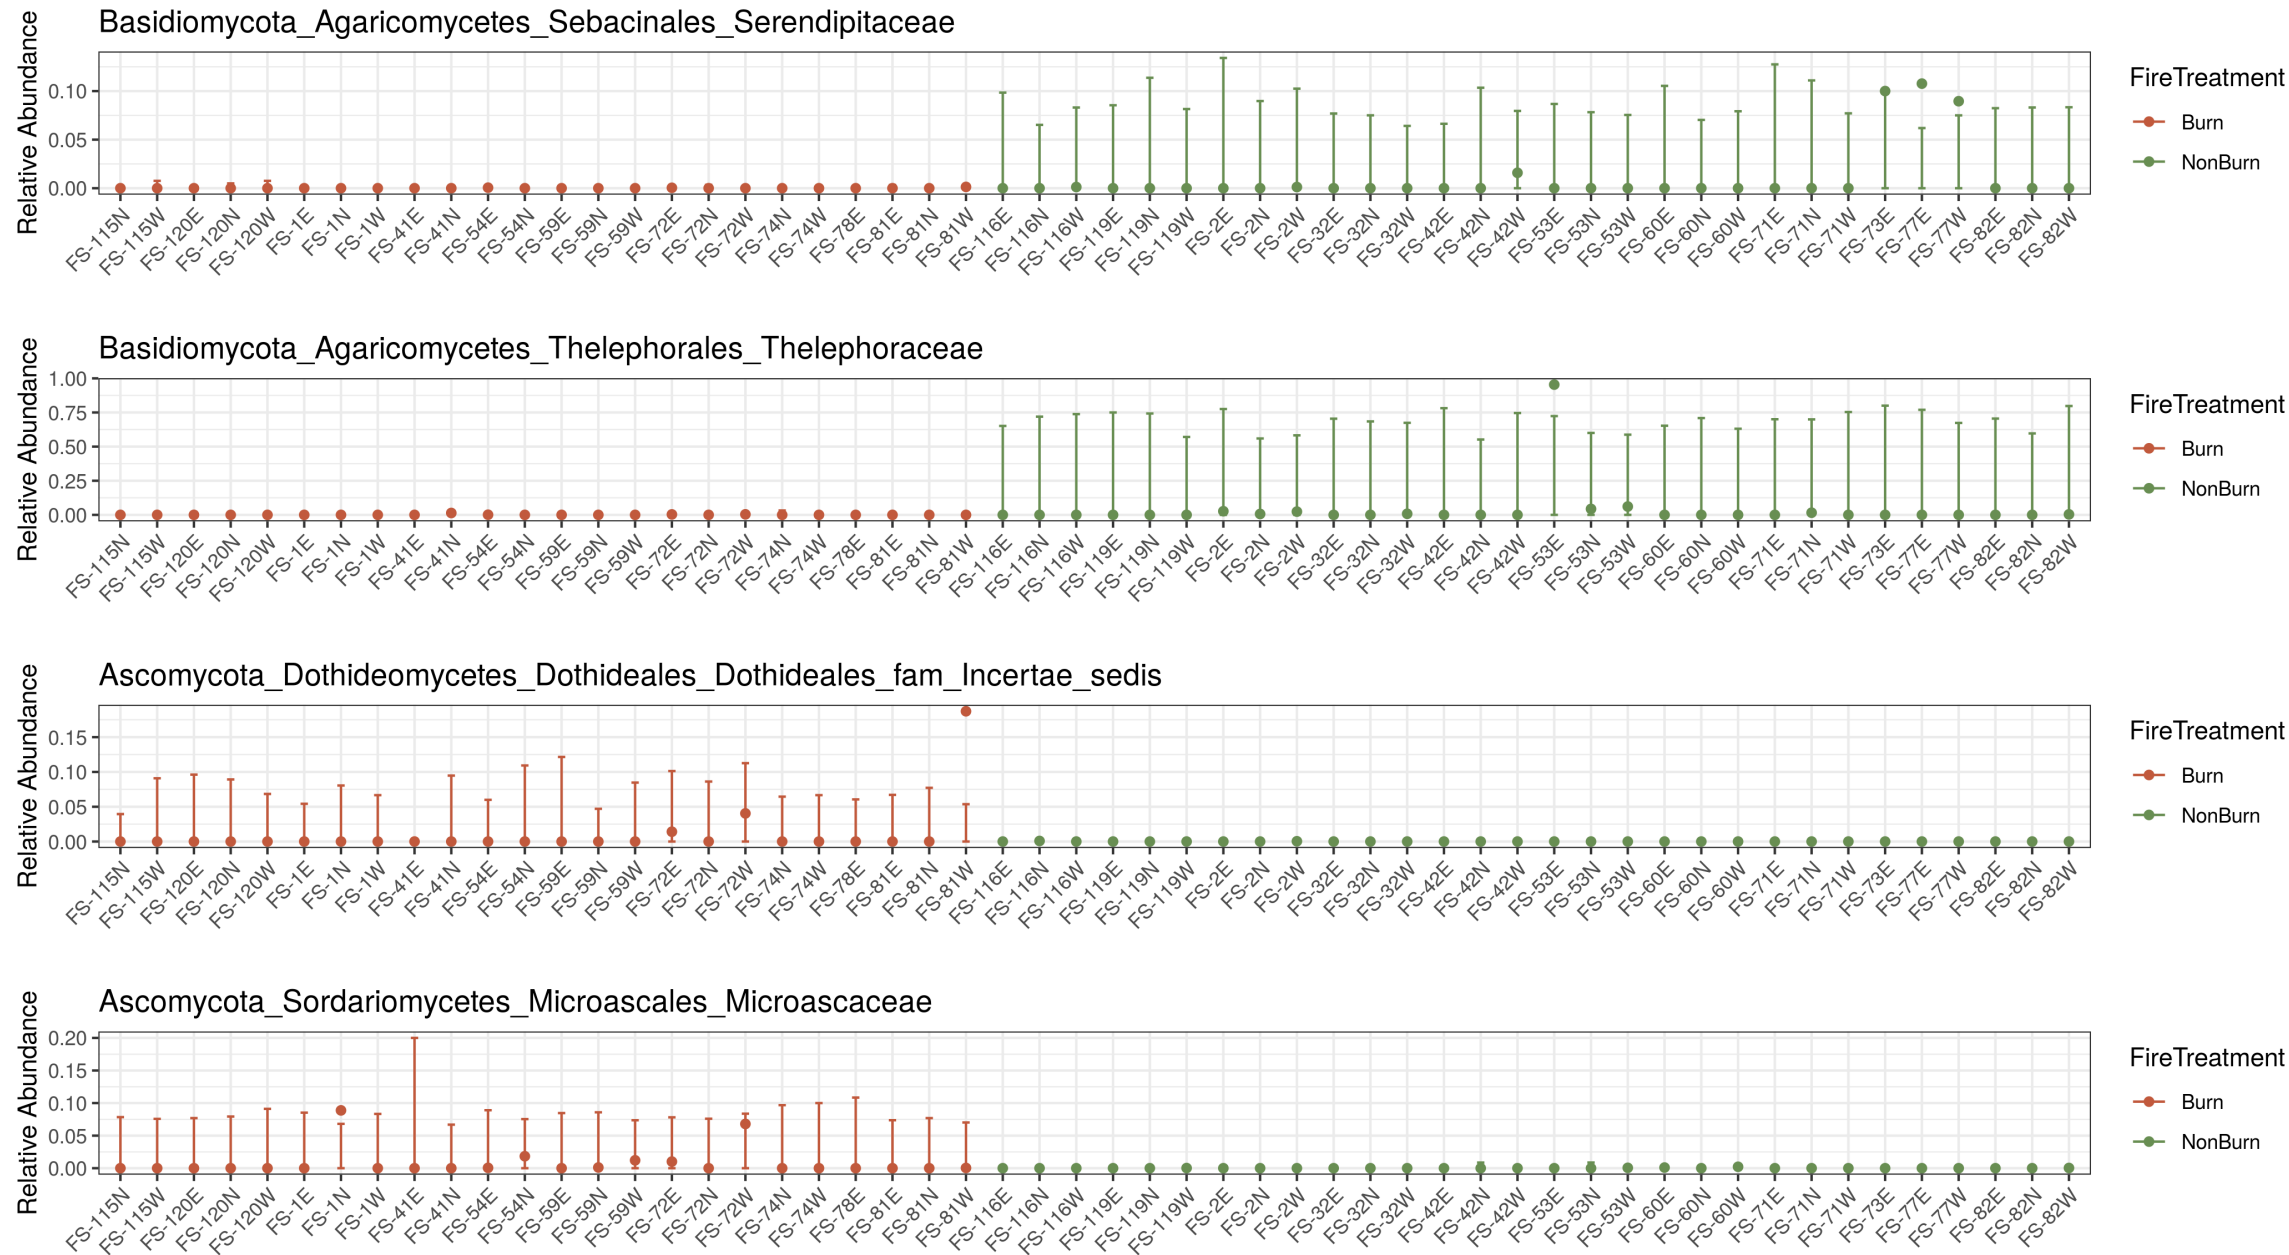 Basidiomycota_Agaricomycetes_Sebacinales_Serendipitaceae
Relative Abundance
0.10
0.05
0.00
FS-115N FS-115W FS-120E FS-120N FS-120W FS-1E FS-1N FS-1W FS-41E FS-41N FS-54E FS-54N FS-59E FS-59N FS-59W FS-72E FS-72N FS-72W FS-74N FS-74W FS-78E FS-81E FS-81N FS-81W FS-116E FS-116N FS-116W FS-119E FS-119N FS-119W FS-2E FS-2N FS-2W FS-32E FS-32N FS-32W FS-42E FS-42N FS-42W FS-53E FS-53N FS-53W FS-60E FS-60N FS-60W FS-71E FS-71N FS-71W FS-73E FS-77E FS-77W FS-82E FS-82N FS-82W
FireTreatment
Burn
NonBurn
Basidiomycota_Agaricomycetes_Thelephorales_Thelephoraceae
Relative Abundance
1.00
0.75
0.50
0.25
0.00
FS-115N FS-115W FS-120E FS-120N FS-120W FS-1E FS-1N FS-1W FS-41E FS-41N FS-54E FS-54N FS-59E FS-59N FS-59W FS-72E FS-72N FS-72W FS-74N FS-74W FS-78E FS-81E FS-81N FS-81W FS-116E FS-116N FS-116W FS-119E FS-119N FS-119W FS-2E FS-2N FS-2W FS-32E FS-32N FS-32W FS-42E FS-42N FS-42W FS-53E FS-53N FS-53W FS-60E FS-60N FS-60W FS-71E FS-71N FS-71W FS-73E FS-77E FS-77W FS-82E FS-82N FS-82W
FireTreatment
Burn
NonBurn
Ascomycota_Dothideomycetes_Dothideales_Dothideales_fam_Incertae_sedis
Relative Abundance
0.15
0.10
0.05
0.00
FS-115N FS-115W FS-120E FS-120N FS-120W FS-1E FS-1N FS-1W FS-41E FS-41N FS-54E FS-54N FS-59E FS-59N FS-59W FS-72E FS-72N FS-72W FS-74N FS-74W FS-78E FS-81E FS-81N FS-81W FS-116E FS-116N FS-116W FS-119E FS-119N FS-119W FS-2E FS-2N FS-2W FS-32E FS-32N FS-32W FS-42E FS-42N FS-42W FS-53E FS-53N FS-53W FS-60E FS-60N FS-60W FS-71E FS-71N FS-71W FS-73E FS-77E FS-77W FS-82E FS-82N FS-82W
FireTreatment
Burn
NonBurn
Ascomycota_Sordariomycetes_Microascales_Microascaceae
Relative Abundance
0.20
0.15
0.10
0.05
0.00
FS-115N FS-115W FS-120E FS-120N FS-120W FS-1E FS-1N FS-1W FS-41E FS-41N FS-54E FS-54N FS-59E FS-59N FS-59W FS-72E FS-72N FS-72W FS-74N FS-74W FS-78E FS-81E FS-81N FS-81W FS-116E FS-116N FS-116W FS-119E FS-119N FS-119W FS-2E FS-2N FS-2W FS-32E FS-32N FS-32W FS-42E FS-42N FS-42W FS-53E FS-53N FS-53W FS-60E FS-60N FS-60W FS-71E FS-71N FS-71W FS-73E FS-77E FS-77W FS-82E FS-82N FS-82W
FireTreatment
Burn
NonBurn